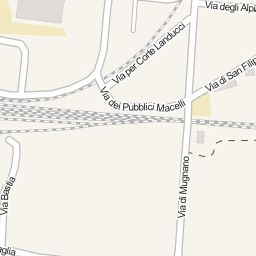 Via degli Alpi
Via per Corte Landucci
Via di San Filip
Via dei Pubblici Macelli
Via di Mugnano
Via Bastia
aglia